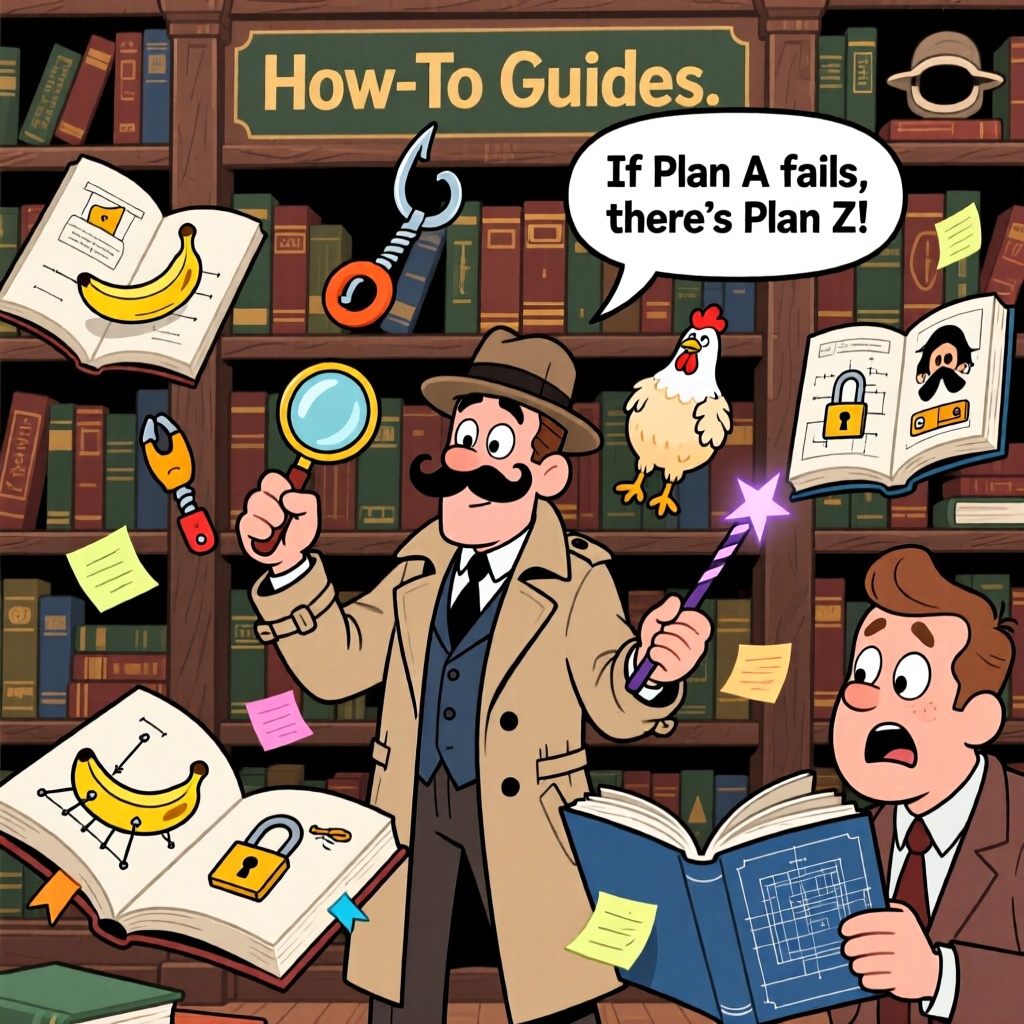 How-To Guides.
If Plan A fails,
there's Plan Z!